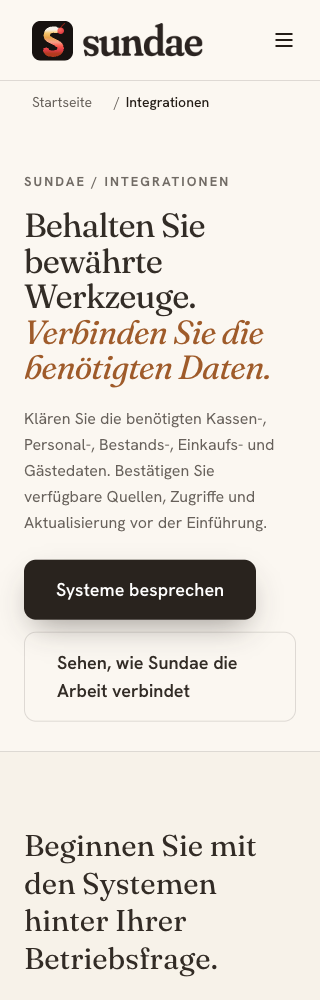 sundae
Startseite / Integrationen
SUNDAE / INTEGRATIONEN
Behalten Sie
bewährte
Werkzeuge.
Verbinden Sie die
benötigten Daten.
Klären Sie die benötigten Kassen-,
Personal-, Bestands-, Einkaufs- und
Gästedaten. Bestätigen Sie
verfügbare Quellen, Zugriffe und
Aktualisierung vor der Einführung.
Systeme besprechen
Sehen, wie Sundae die
Arbeit verbindet
Beginnen Sie mit
den Systemen
hinter Ihrer
Betriebsfrage.